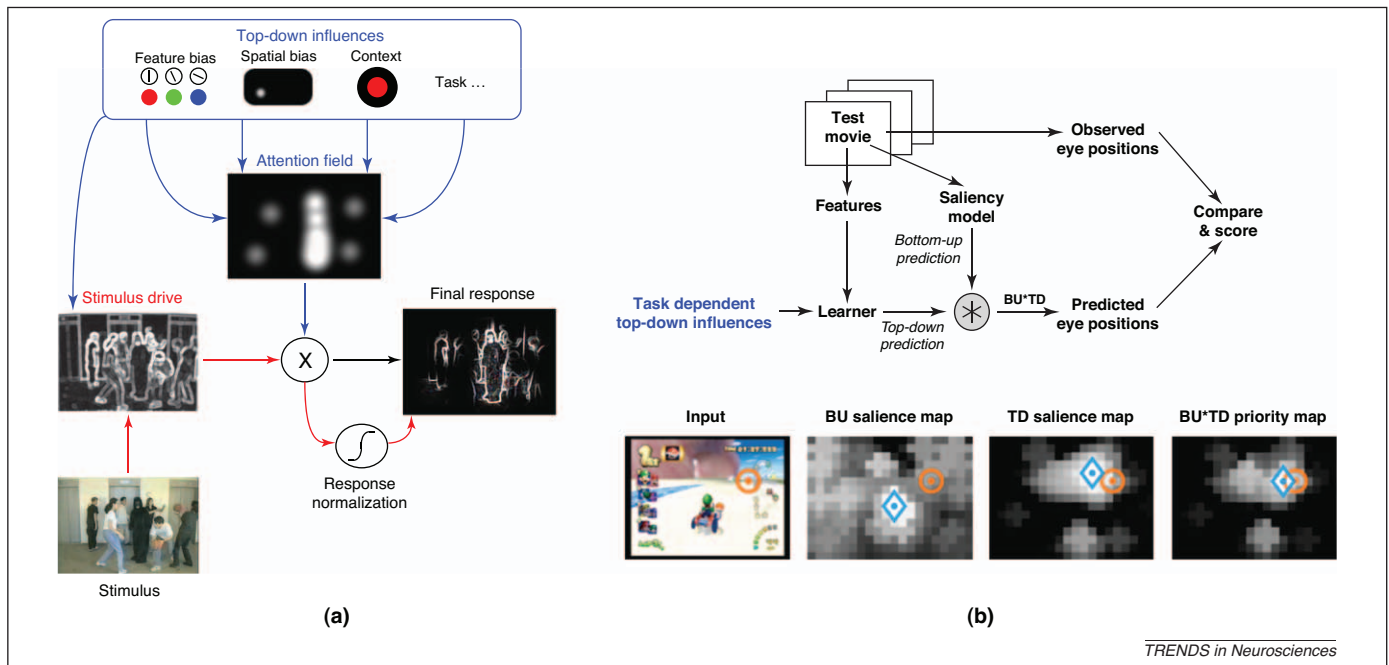 Top-down influences
Feature bias
Spatial bias
Context
Task ...
Attention field
Stimulus drive
Final response
X
Response
normalization
Stimulus
(a)
Test
movie
Observed
eye positions
Features
Saliency
model
Compare
& score
Bottom-up
prediction
Task dependent
top-down influences
Learner
Top-down
prediction
BU*TD
Predicted
eye positions
Input
BU salience map
TD salience map
BU*TD priority map
(b)
TRENDS in Neurosciences